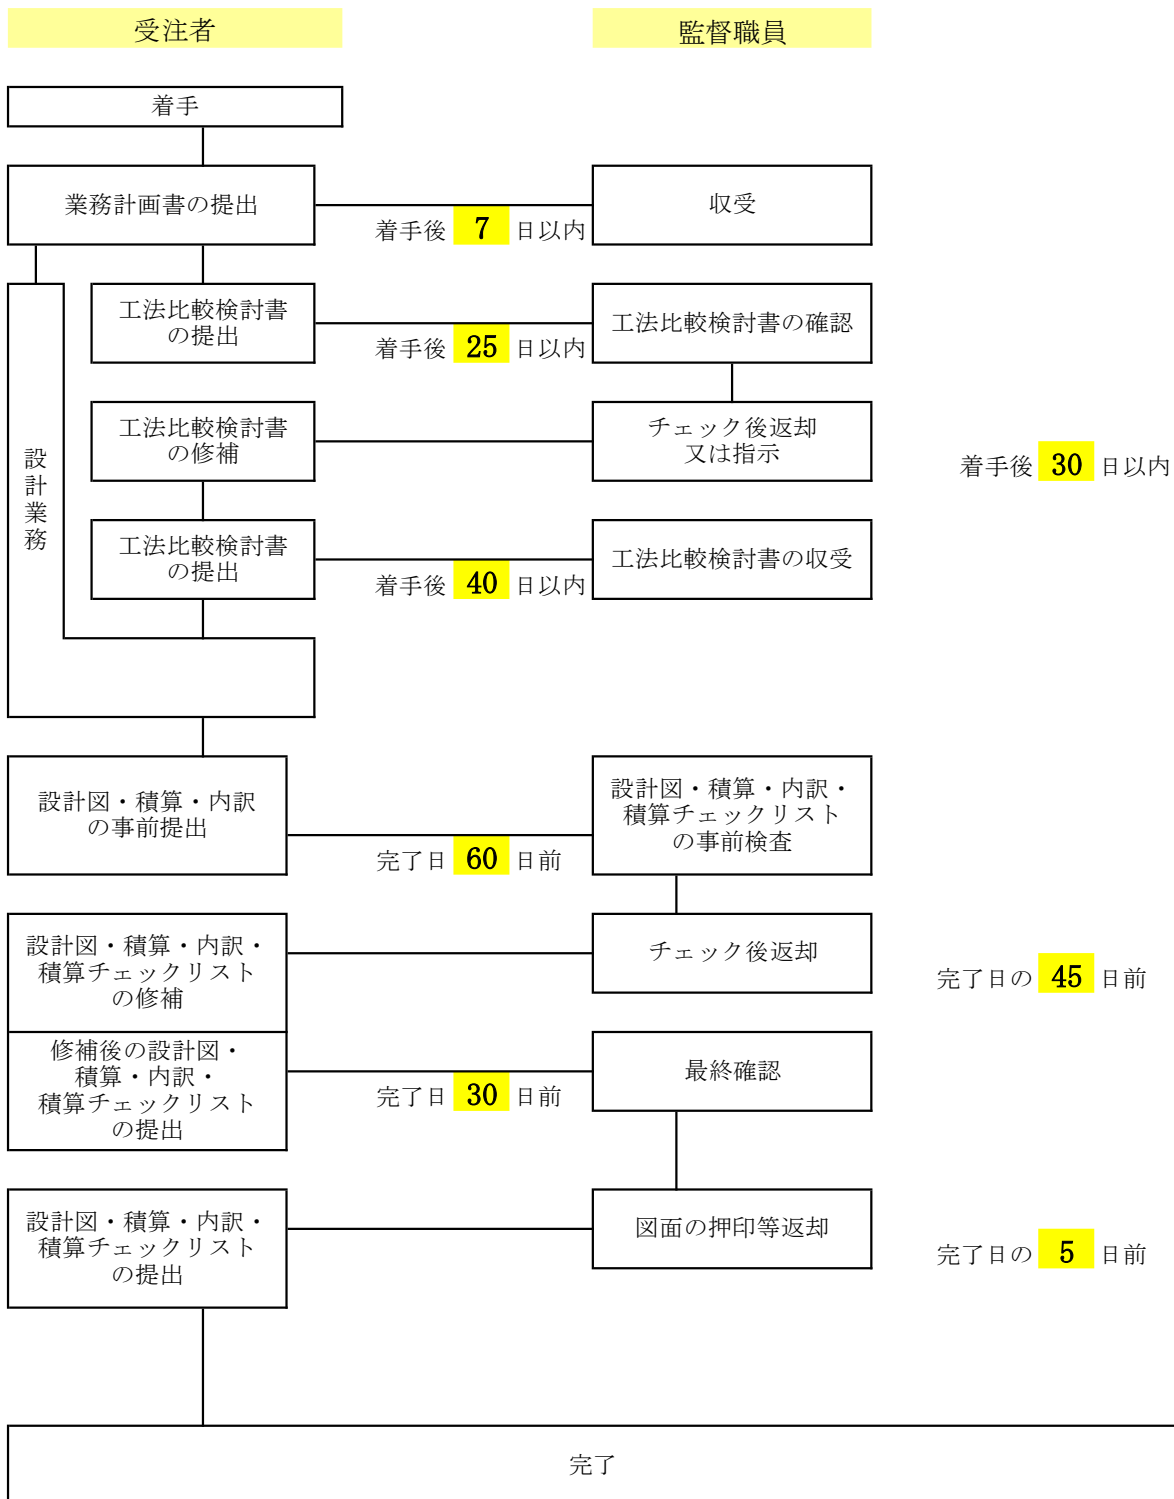 受注者
監督職員
着手
業務計画書の提出
収受
着手後 7 日以内
工法比較検討書
の提出
工法比較検討書の確認
着手後 25 日以内
工法比較検討書
の修補
チェック後返却
又は指示
着手後 30 日以内
設計業務
工法比較検討書
の提出
工法比較検討書の収受
着手後 40 日以内
設計図・積算・内訳
の事前提出
設計図・積算・内訳・
積算チェックリスト
の事前検査
完了日 60 日前
設計図・積算・内訳・
積算チェックリスト
の修補
チェック後返却
完了日の 45 日前
修補後の設計図・
積算・内訳・
積算チェックリスト
の提出
最終確認
完了日 30 日前
設計図・積算・内訳・
積算チェックリスト
の提出
図面の押印等返却
完了日の 5 日前
完了